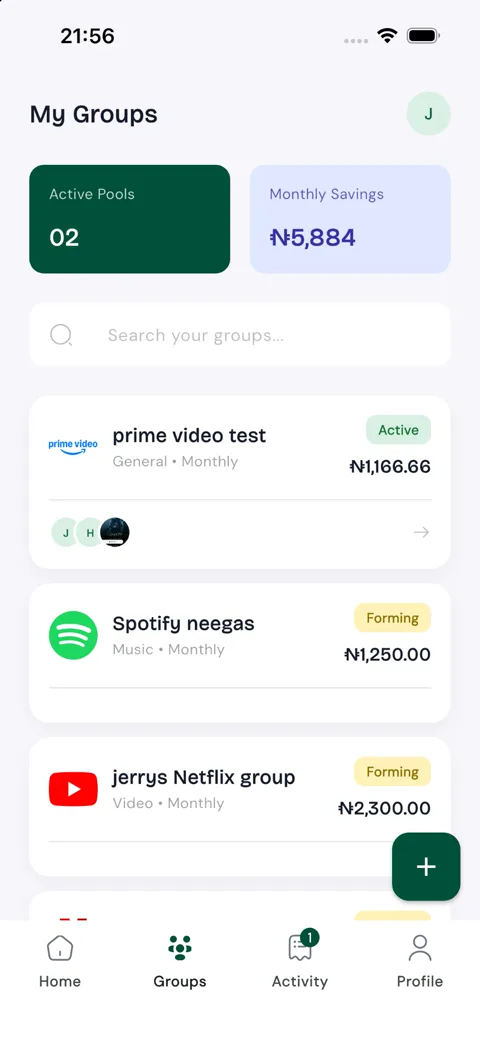 21:56
My Groups
J
Active Pools
02
Monthly Savings
₦5,884
Search your groups...
prime video
prime video test
General • Monthly
Active
₦1,166.66
J H
Spotify neegas
Music • Monthly
Forming
₦1,250.00
jerrys Netflix group
Video • Monthly
Forming
₦2,300.00
+
1
Home
Groups
Activity
Profile